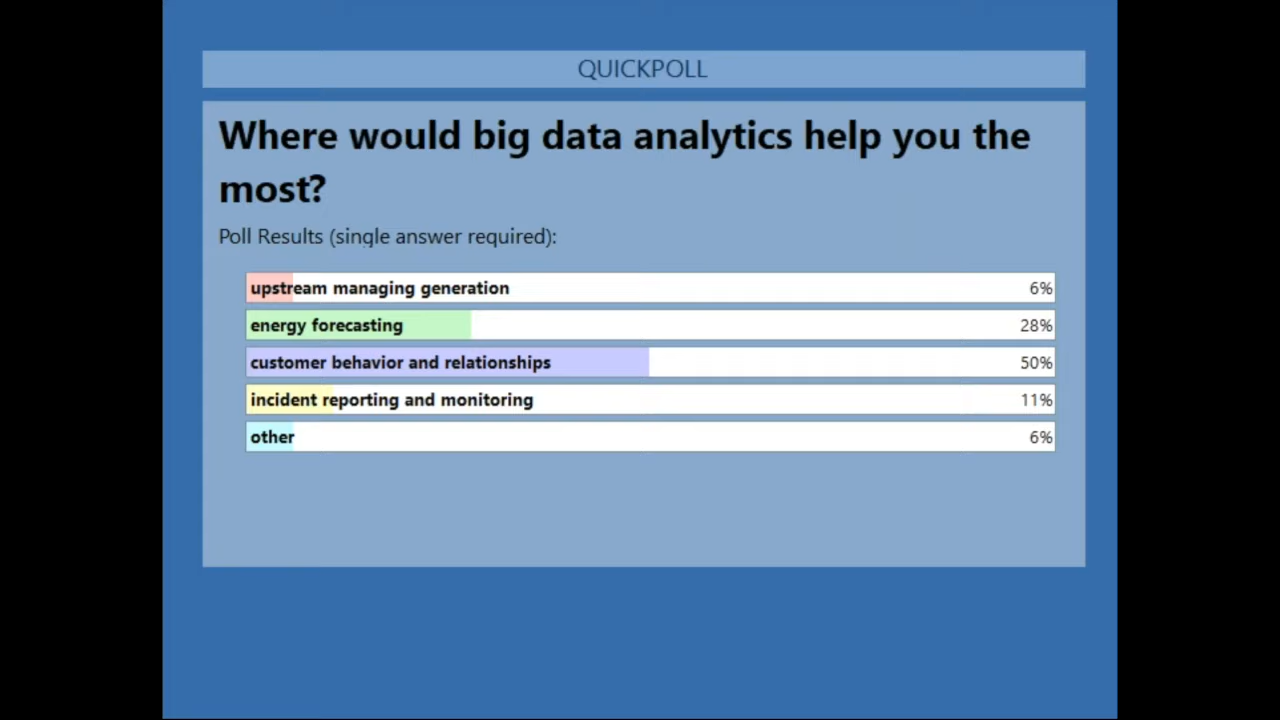 QUICKPOLL
Where would big data analytics help you the
most?
Poll Results (single answer required):
upstream managing generation 6%
energy forecasting 28%
customer behavior and relationships 50%
incident reporting and monitoring 11%
other 6%